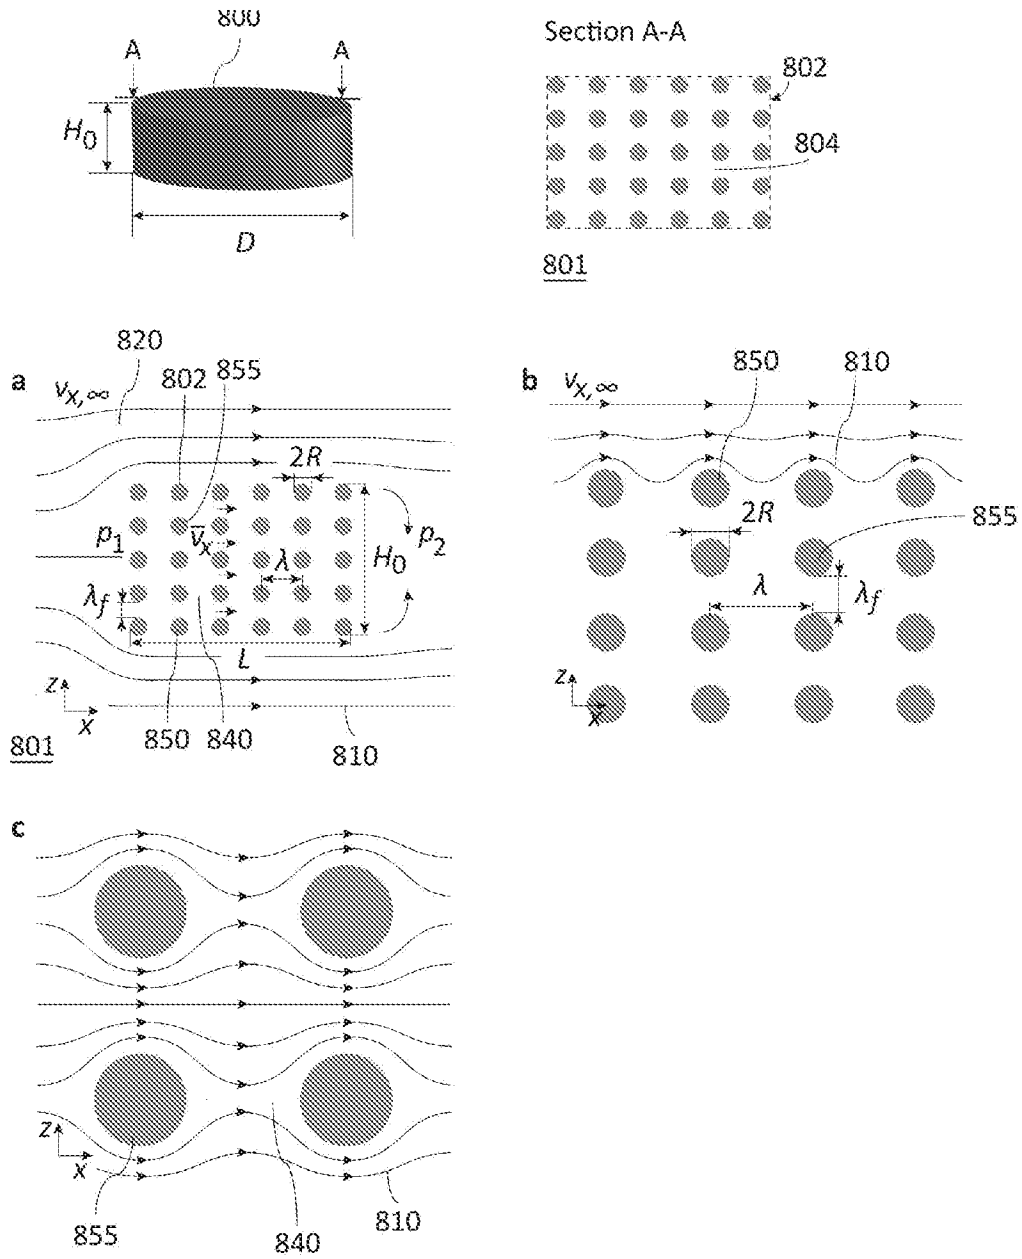 800
A A
H0
D
Section A-A
802
804
801
a
820
802 855
vx, ∞
2R
p1
v̄x
p2
H0
λ
λf
L
z
x
850 840
810
801
b
850 810
vx, ∞
2R
855
λ
λf
z
x
c
z
x
855
840
810